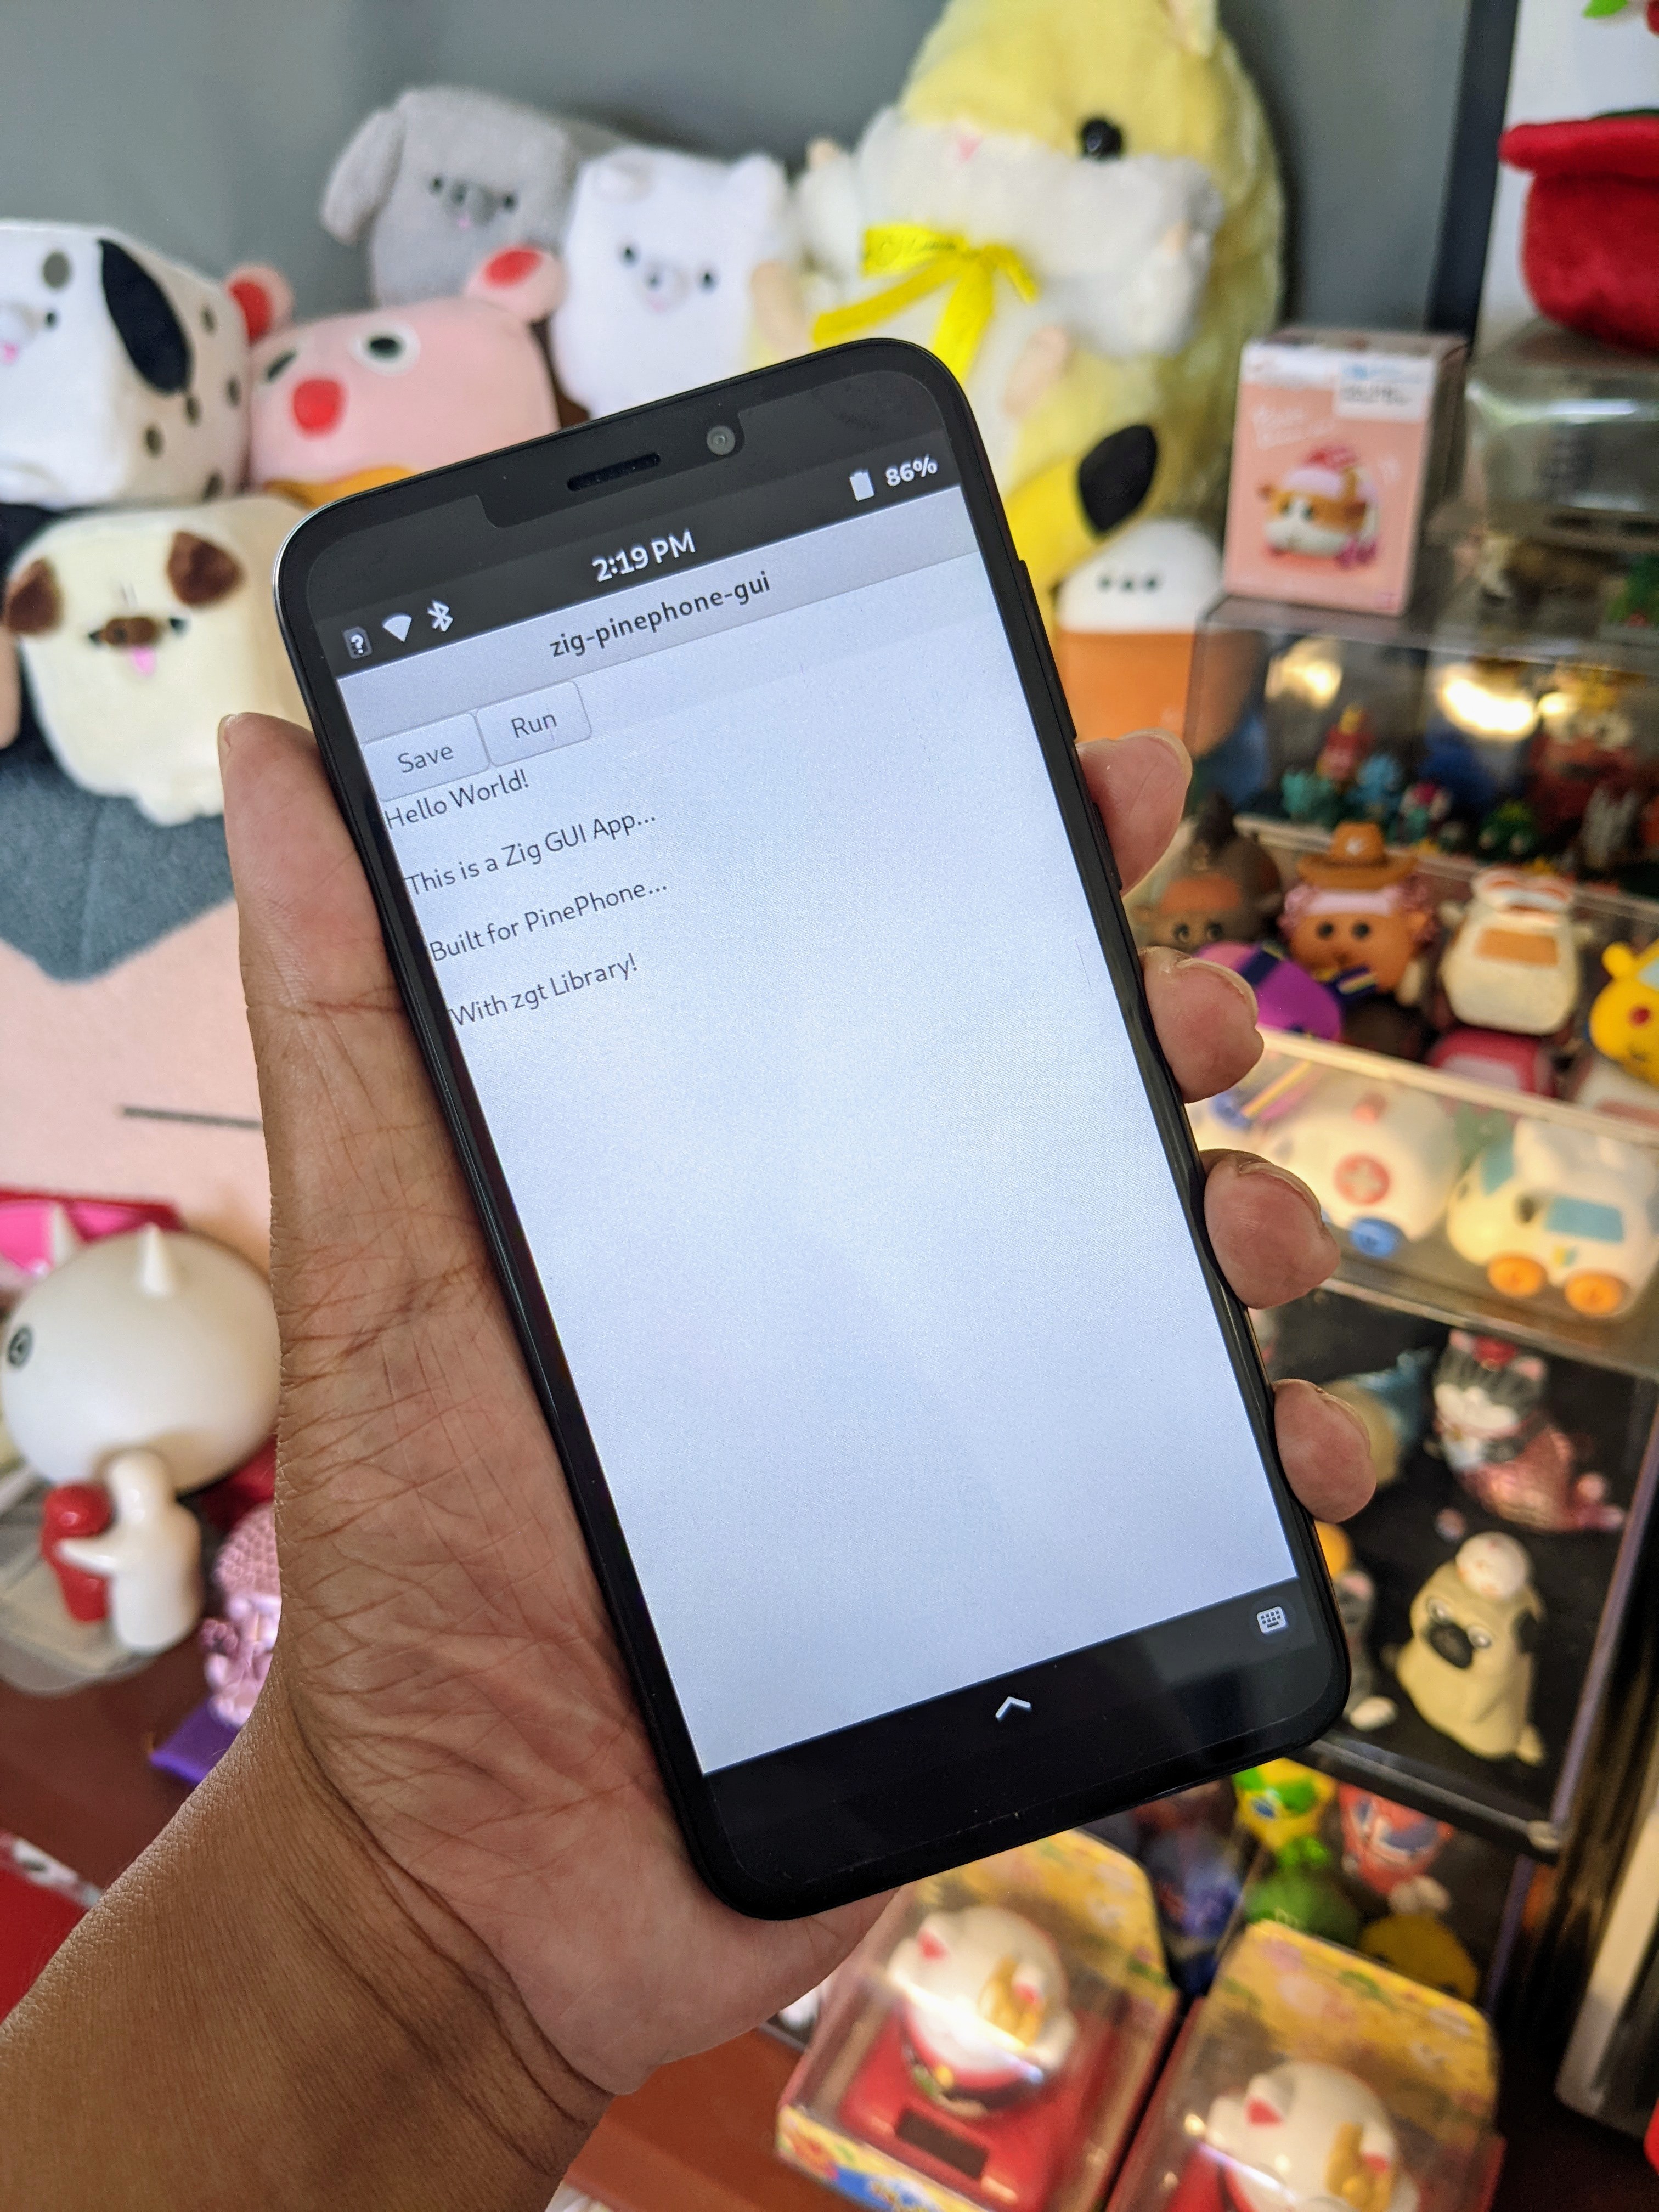 2:19 PM
86%
zig-pinephone-gui
Save
Run
Hello World!
This is a Zig GUI App...
Built for PinePhone...
With zgt Library!